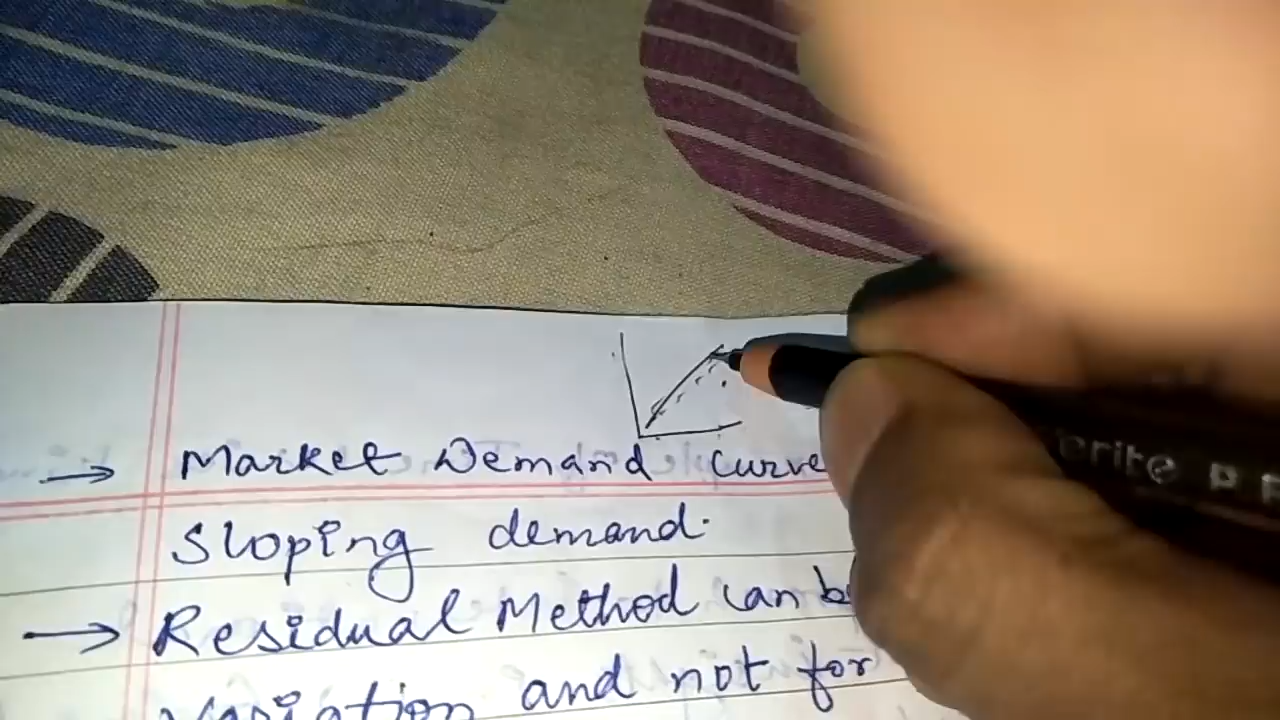 → Market Demand curve
Sloping demand.
→ Residual Method can
and not for